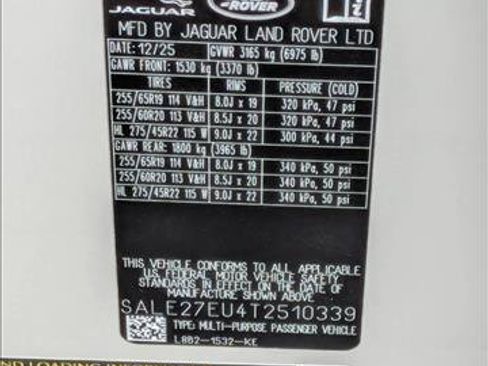 JAGUAR
ROVER
MFD BY JAGUAR LAND ROVER LTD
DATE: 12/25 GVWR 3165 kg (6975 lb)
GAWR FRONT: 1530 kg (3370 lb)
TIRES RIMS PRESSURE (COLD)
255/65R19 114 V&H 8.0J x 19 320 kPa, 47 psi
255/60R20 113 V&H 8.5J x 20 320 kPa, 47 psi
HL 275/45R22 115 W 9.0J x 22 300 kPa, 44 psi
GAWR REAR: 1800 kg (3965 lb)
255/65R19 114 V&H 8.0J x 19 340 kPa, 50 psi
255/60R20 113 V&H 8.5J x 20 340 kPa, 50 psi
HL 275/45R22 115 W 9.0J x 22 340 kPa, 50 psi
THIS VEHICLE CONFORMS TO ALL APPLICABLE
U.S. FEDERAL MOTOR VEHICLE SAFETY
STANDARDS IN EFFECT ON THE DATE OF
MANUFACTURE SHOWN ABOVE.
SALE27EU4T2510339
TYPE: MULTI-PURPOSE PASSENGER VEHICLE
L8B2-1532-KE